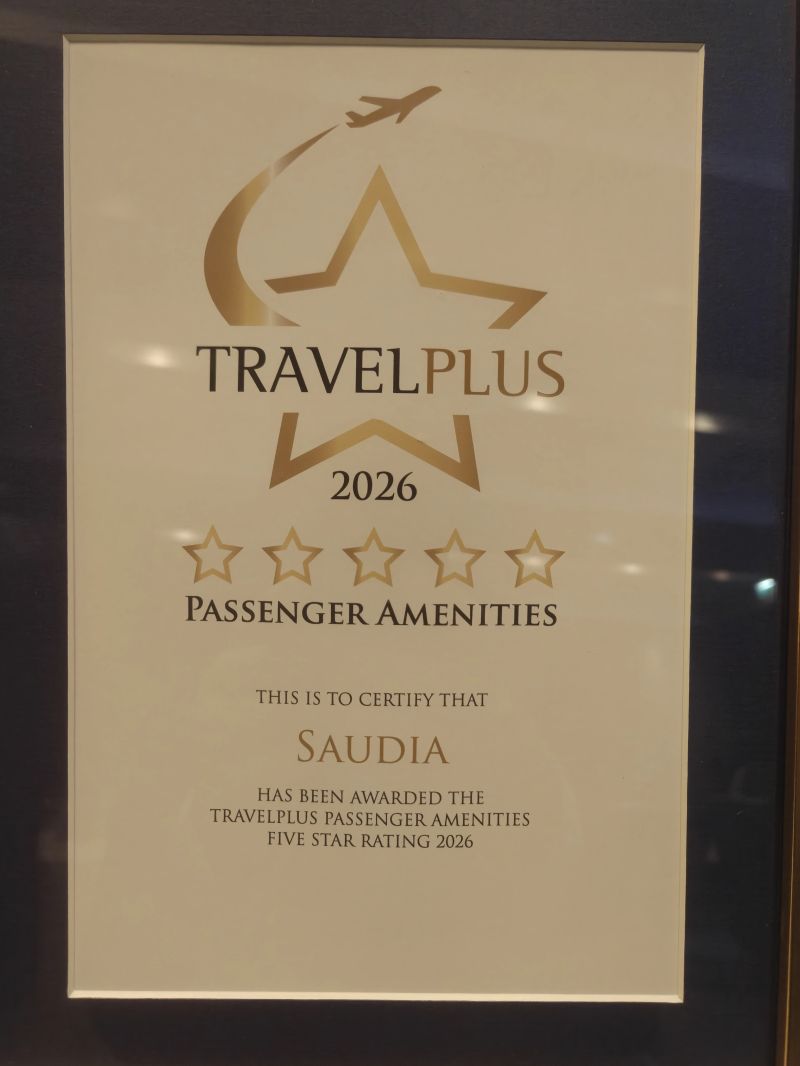 TRAVELPLUS
2026
PASSENGER AMENITIES
THIS IS TO CERTIFY THAT
SAUDIA
HAS BEEN AWARDED THE
TRAVELPLUS PASSENGER AMENITIES
FIVE STAR RATING 2026